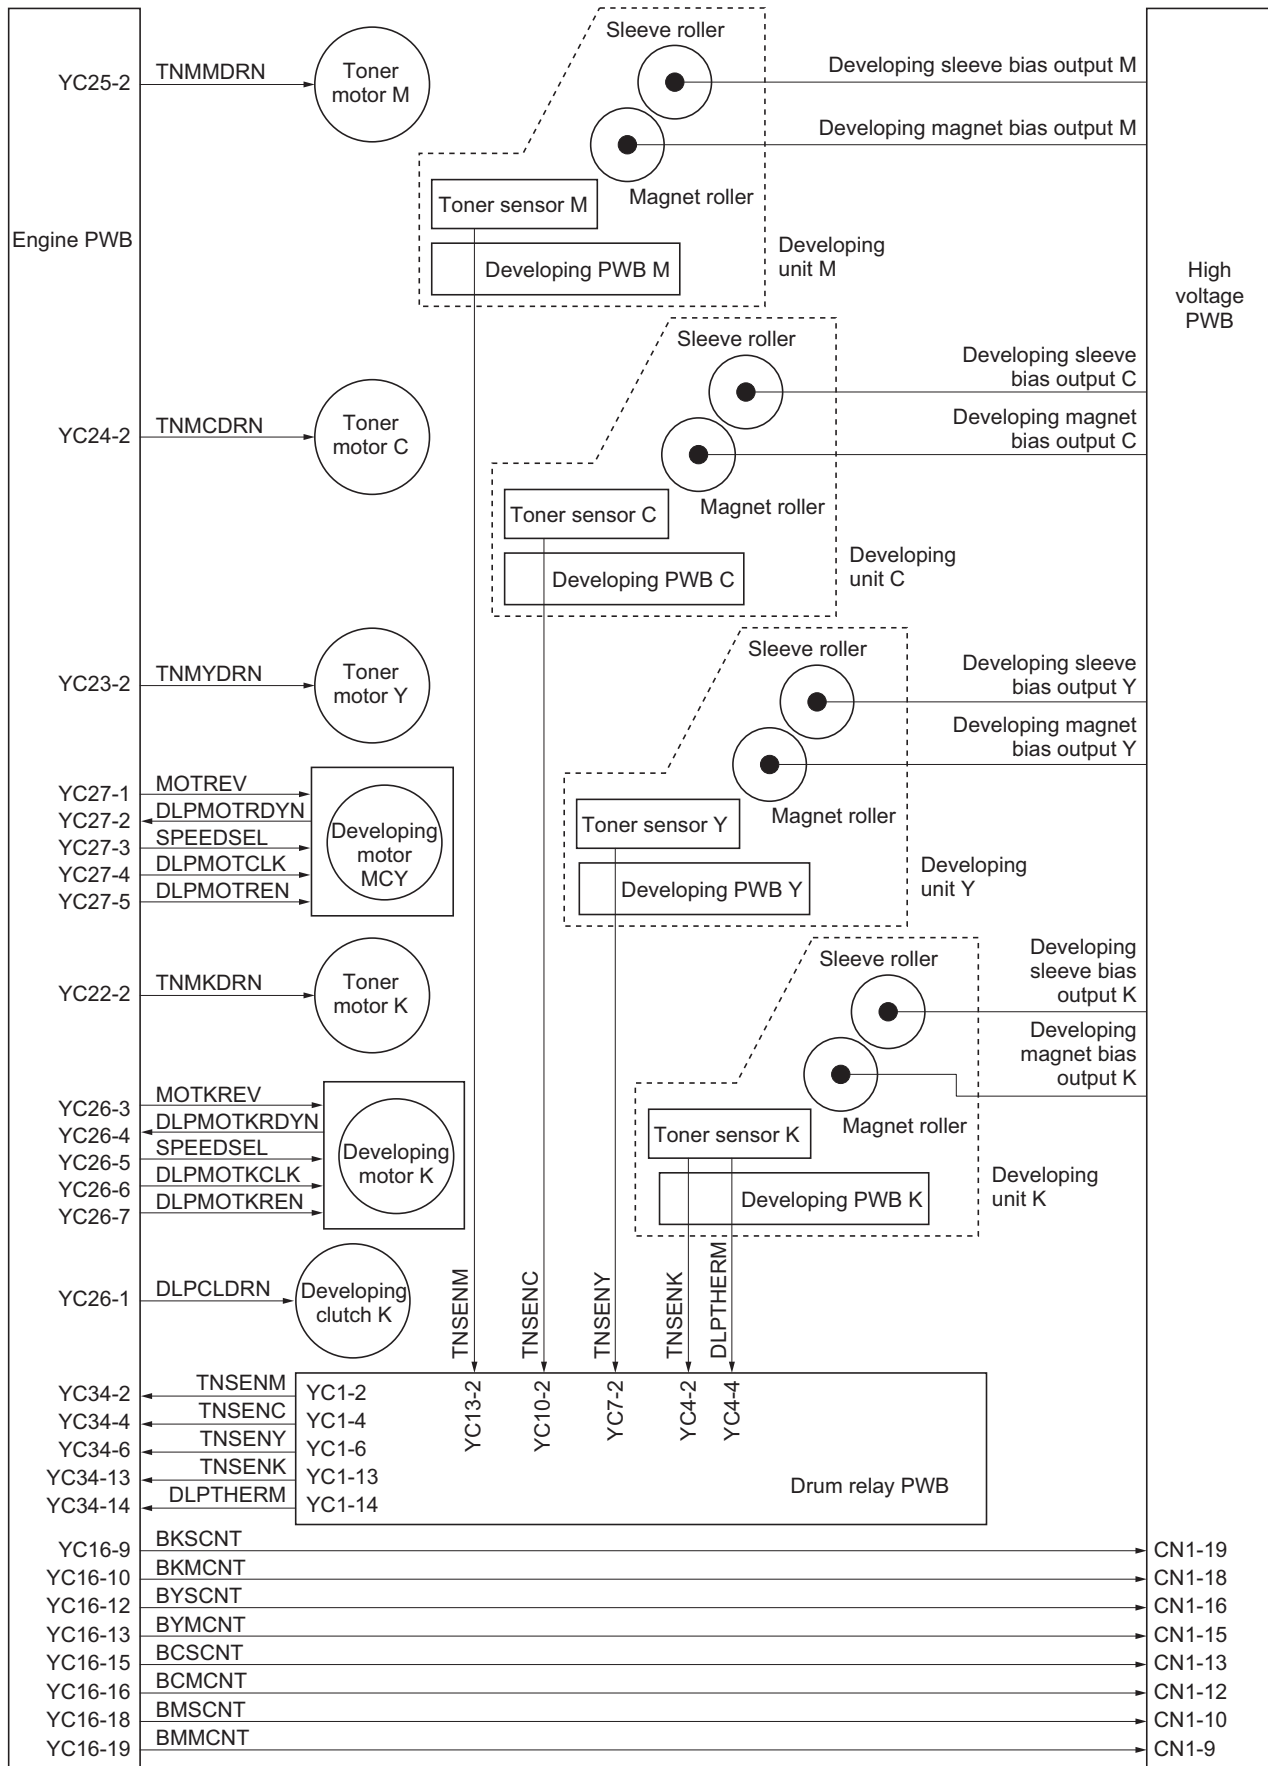 Engine PWB
YC25-2
TNMMDRN
Toner
motor M
Sleeve roller
Developing sleeve bias output M
Developing magnet bias output M
Magnet roller
Toner sensor M
Developing PWB M
Developing
unit M
High
voltage
PWB
YC24-2
TNMCDRN
Toner
motor C
Sleeve roller
Developing sleeve
bias output C
Developing magnet
bias output C
Magnet roller
Toner sensor C
Developing PWB C
Developing
unit C
YC23-2
TNMYDRN
Toner
motor Y
Sleeve roller
Developing sleeve
bias output Y
Developing magnet
bias output Y
Magnet roller
Toner sensor Y
Developing PWB Y
Developing
unit Y
YC27-1
MOTREV
YC27-2
DLPMOTRDYN
YC27-3
SPEEDSEL
YC27-4
DLPMOTCLK
YC27-5
DLPMOTREN
Developing
motor
MCY
YC22-2
TNMKDRN
Toner
motor K
Sleeve roller
Developing
sleeve bias
output K
Developing
magnet bias
output K
Magnet roller
Toner sensor K
Developing PWB K
Developing
unit K
YC26-3
MOTKREV
YC26-4
DLPMOTKRDYN
YC26-5
SPEEDSEL
YC26-6
DLPMOTKCLK
YC26-7
DLPMOTKREN
Developing
motor K
YC26-1
DLPCLDRN
Developing
clutch K
TNSENM
TNSENC
TNSENY
TNSENK
DLPTHERM
YC13-2
YC10-2
YC7-2
YC4-2
YC4-4
YC34-2
TNSENM
YC1-2
YC34-4
TNSENC
YC1-4
YC34-6
TNSENY
YC1-6
YC34-13
TNSENK
YC1-13
YC34-14
DLPTHERM
YC1-14
Drum relay PWB
YC16-9
BKSCNT
CN1-19
YC16-10
BKMCNT
CN1-18
YC16-12
BYSCNT
CN1-16
YC16-13
BYMCNT
CN1-15
YC16-15
BCSCNT
CN1-13
YC16-16
BCMCNT
CN1-12
YC16-18
BMSCNT
CN1-10
YC16-19
BMMCNT
CN1-9